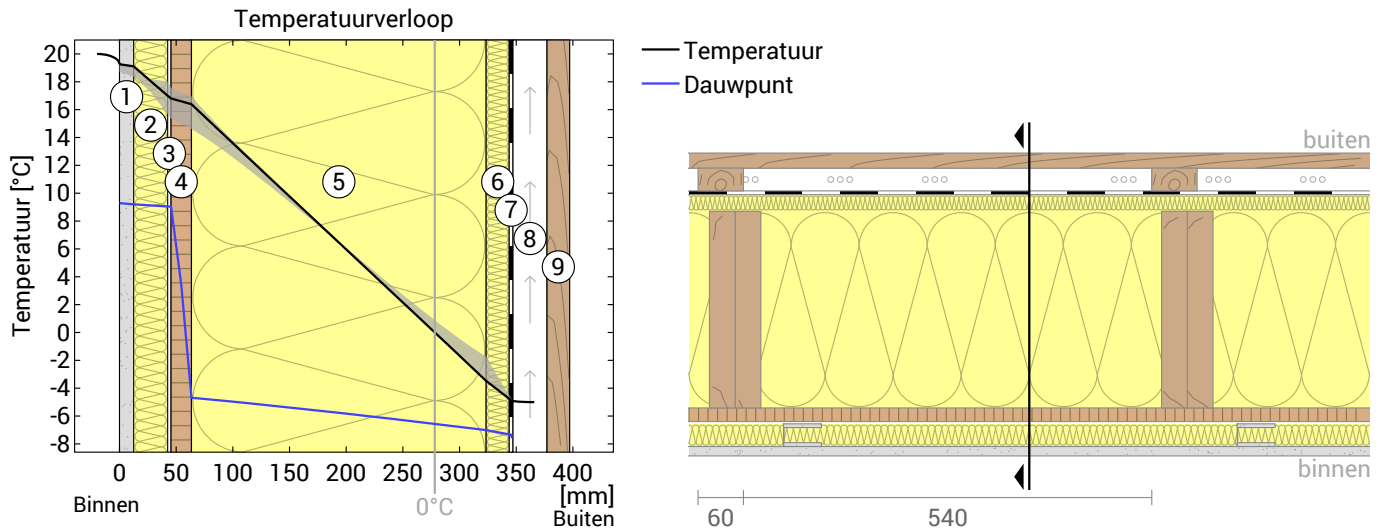 Temperatuurverloop
Temperatuur [°C]
20
18
16
14
12
10
8
6
4
2
0
-2
-4
-6
-8
1
2
3
4
5
6
7
8
9
0 50 100 150 200 250 300 350 400
[mm]
Binnen 0°C Buiten
Temperatuur
Dauwpunt
buiten
binnen
60 540